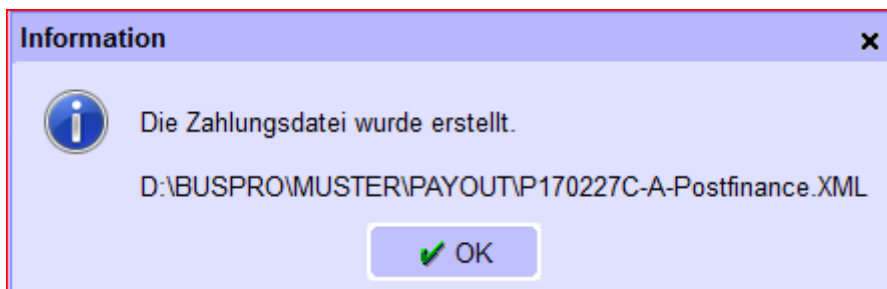 Information
Die Zahlungsdatei wurde erstellt.
D:\BUSPRO\MUSTER\PAYOUT\P170227C-A-Postfinance.XML
OK